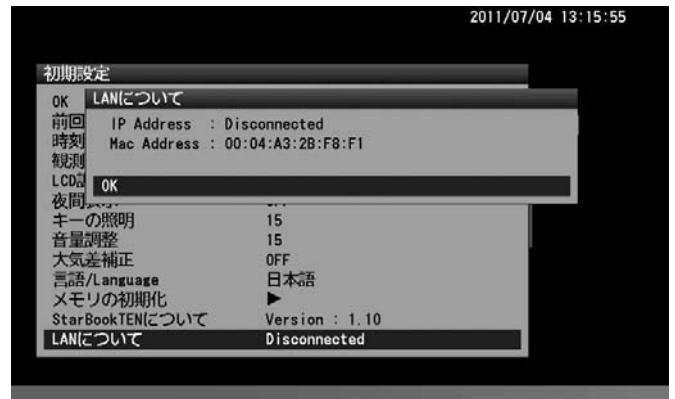 2011/07/04 13:15:55
初期設定
LANについて
OK
IP Address : Disconnected
前回
時刻
Mac Address : 00:04:A3:2B:F8:F1
観測
OK
夜間
キーの照明 15
音量調整 15
大気差補正 OFF
言語/Language 日本語
メモリの初期化 ▶
StarBookTENについて Version : 1.10
LANについて Disconnected